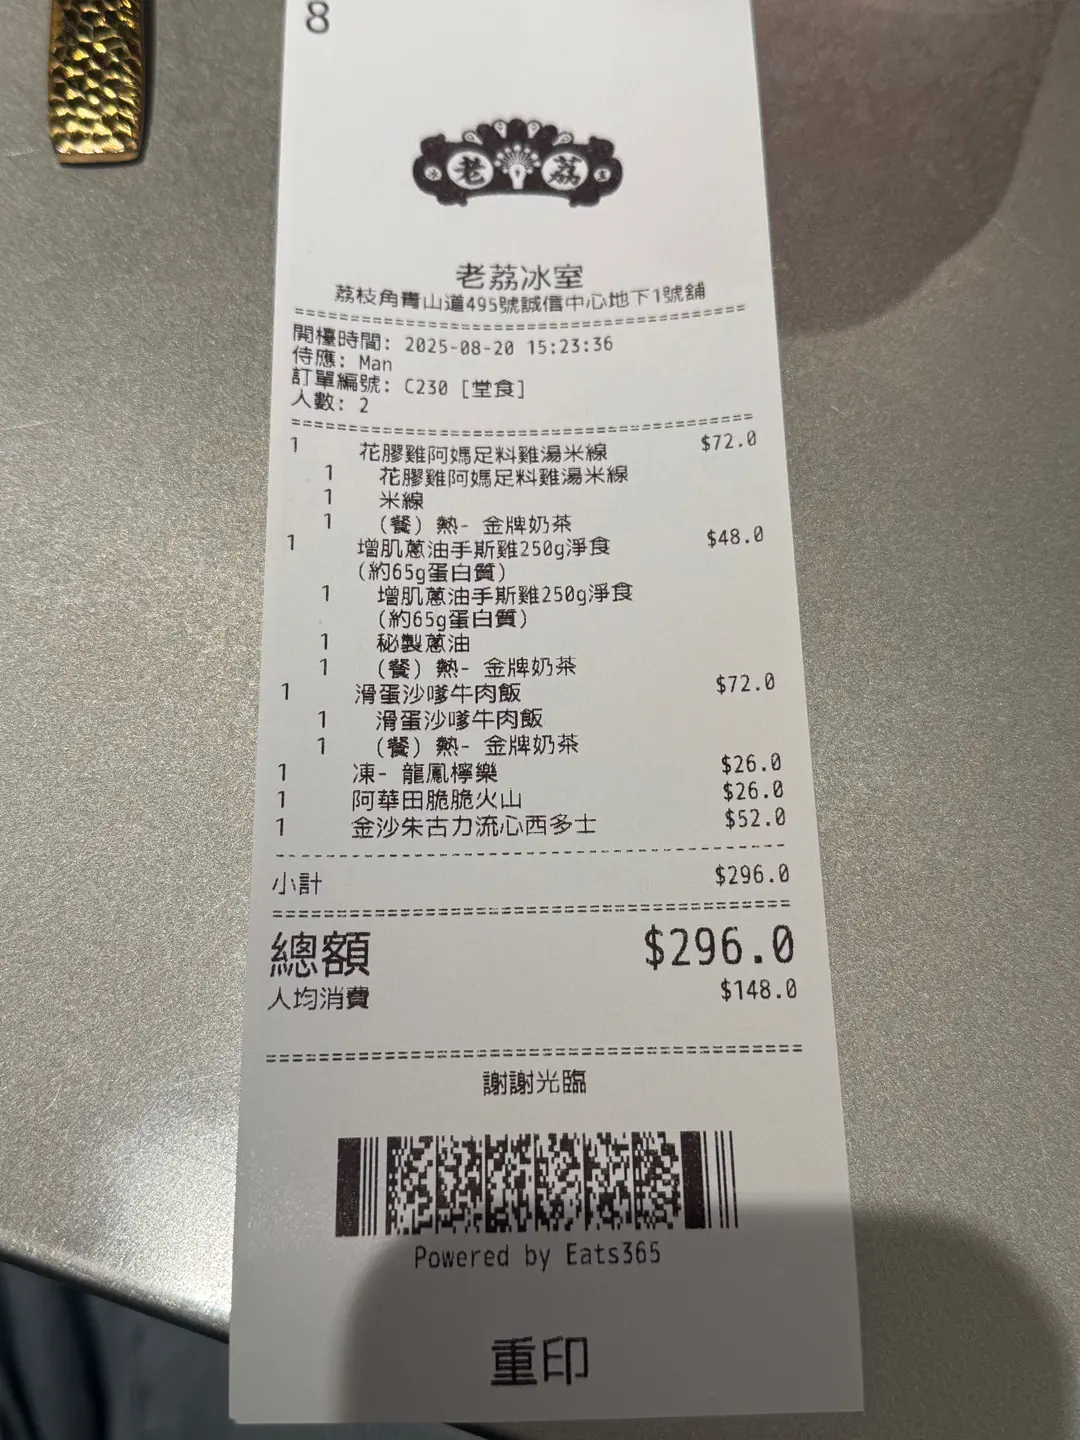 8
冰 老 荔 室
老荔冰室
荔枝角青山道495號誠信中心地下1號舖
開檯時間: 2025-08-20 15:23:36
侍應: Man
訂單編號: C230 [堂食]
人數: 2
1 花膠雞阿媽足料雞湯米線 $72.0
1 花膠雞阿媽足料雞湯米線
1 米線
1 (餐) 熱- 金牌奶茶
1 增肌蔥油手斯雞250g淨食 $48.0
(約65g蛋白質)
1 增肌蔥油手斯雞250g淨食
(約65g蛋白質)
1 秘製蔥油
1 (餐) 熱- 金牌奶茶
1 滑蛋沙嗲牛肉飯 $72.0
1 滑蛋沙嗲牛肉飯
1 (餐) 熱- 金牌奶茶
1 凍- 龍鳳檸樂 $26.0
1 阿華田脆脆火山 $26.0
1 金沙朱古力流心西多士 $52.0
小計 $296.0
總額 $296.0
人均消費 $148.0
謝謝光臨
Powered by Eats365
重印